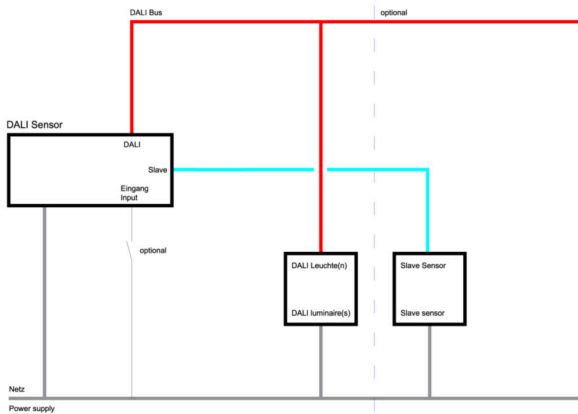 DALI Bus
optional
DALI Sensor
DALI
Slave
Eingang
Input
optional
DALI Leuchte(n)
DALI luminaire(s)
Slave Sensor
Slave sensor
Netz
Power supply